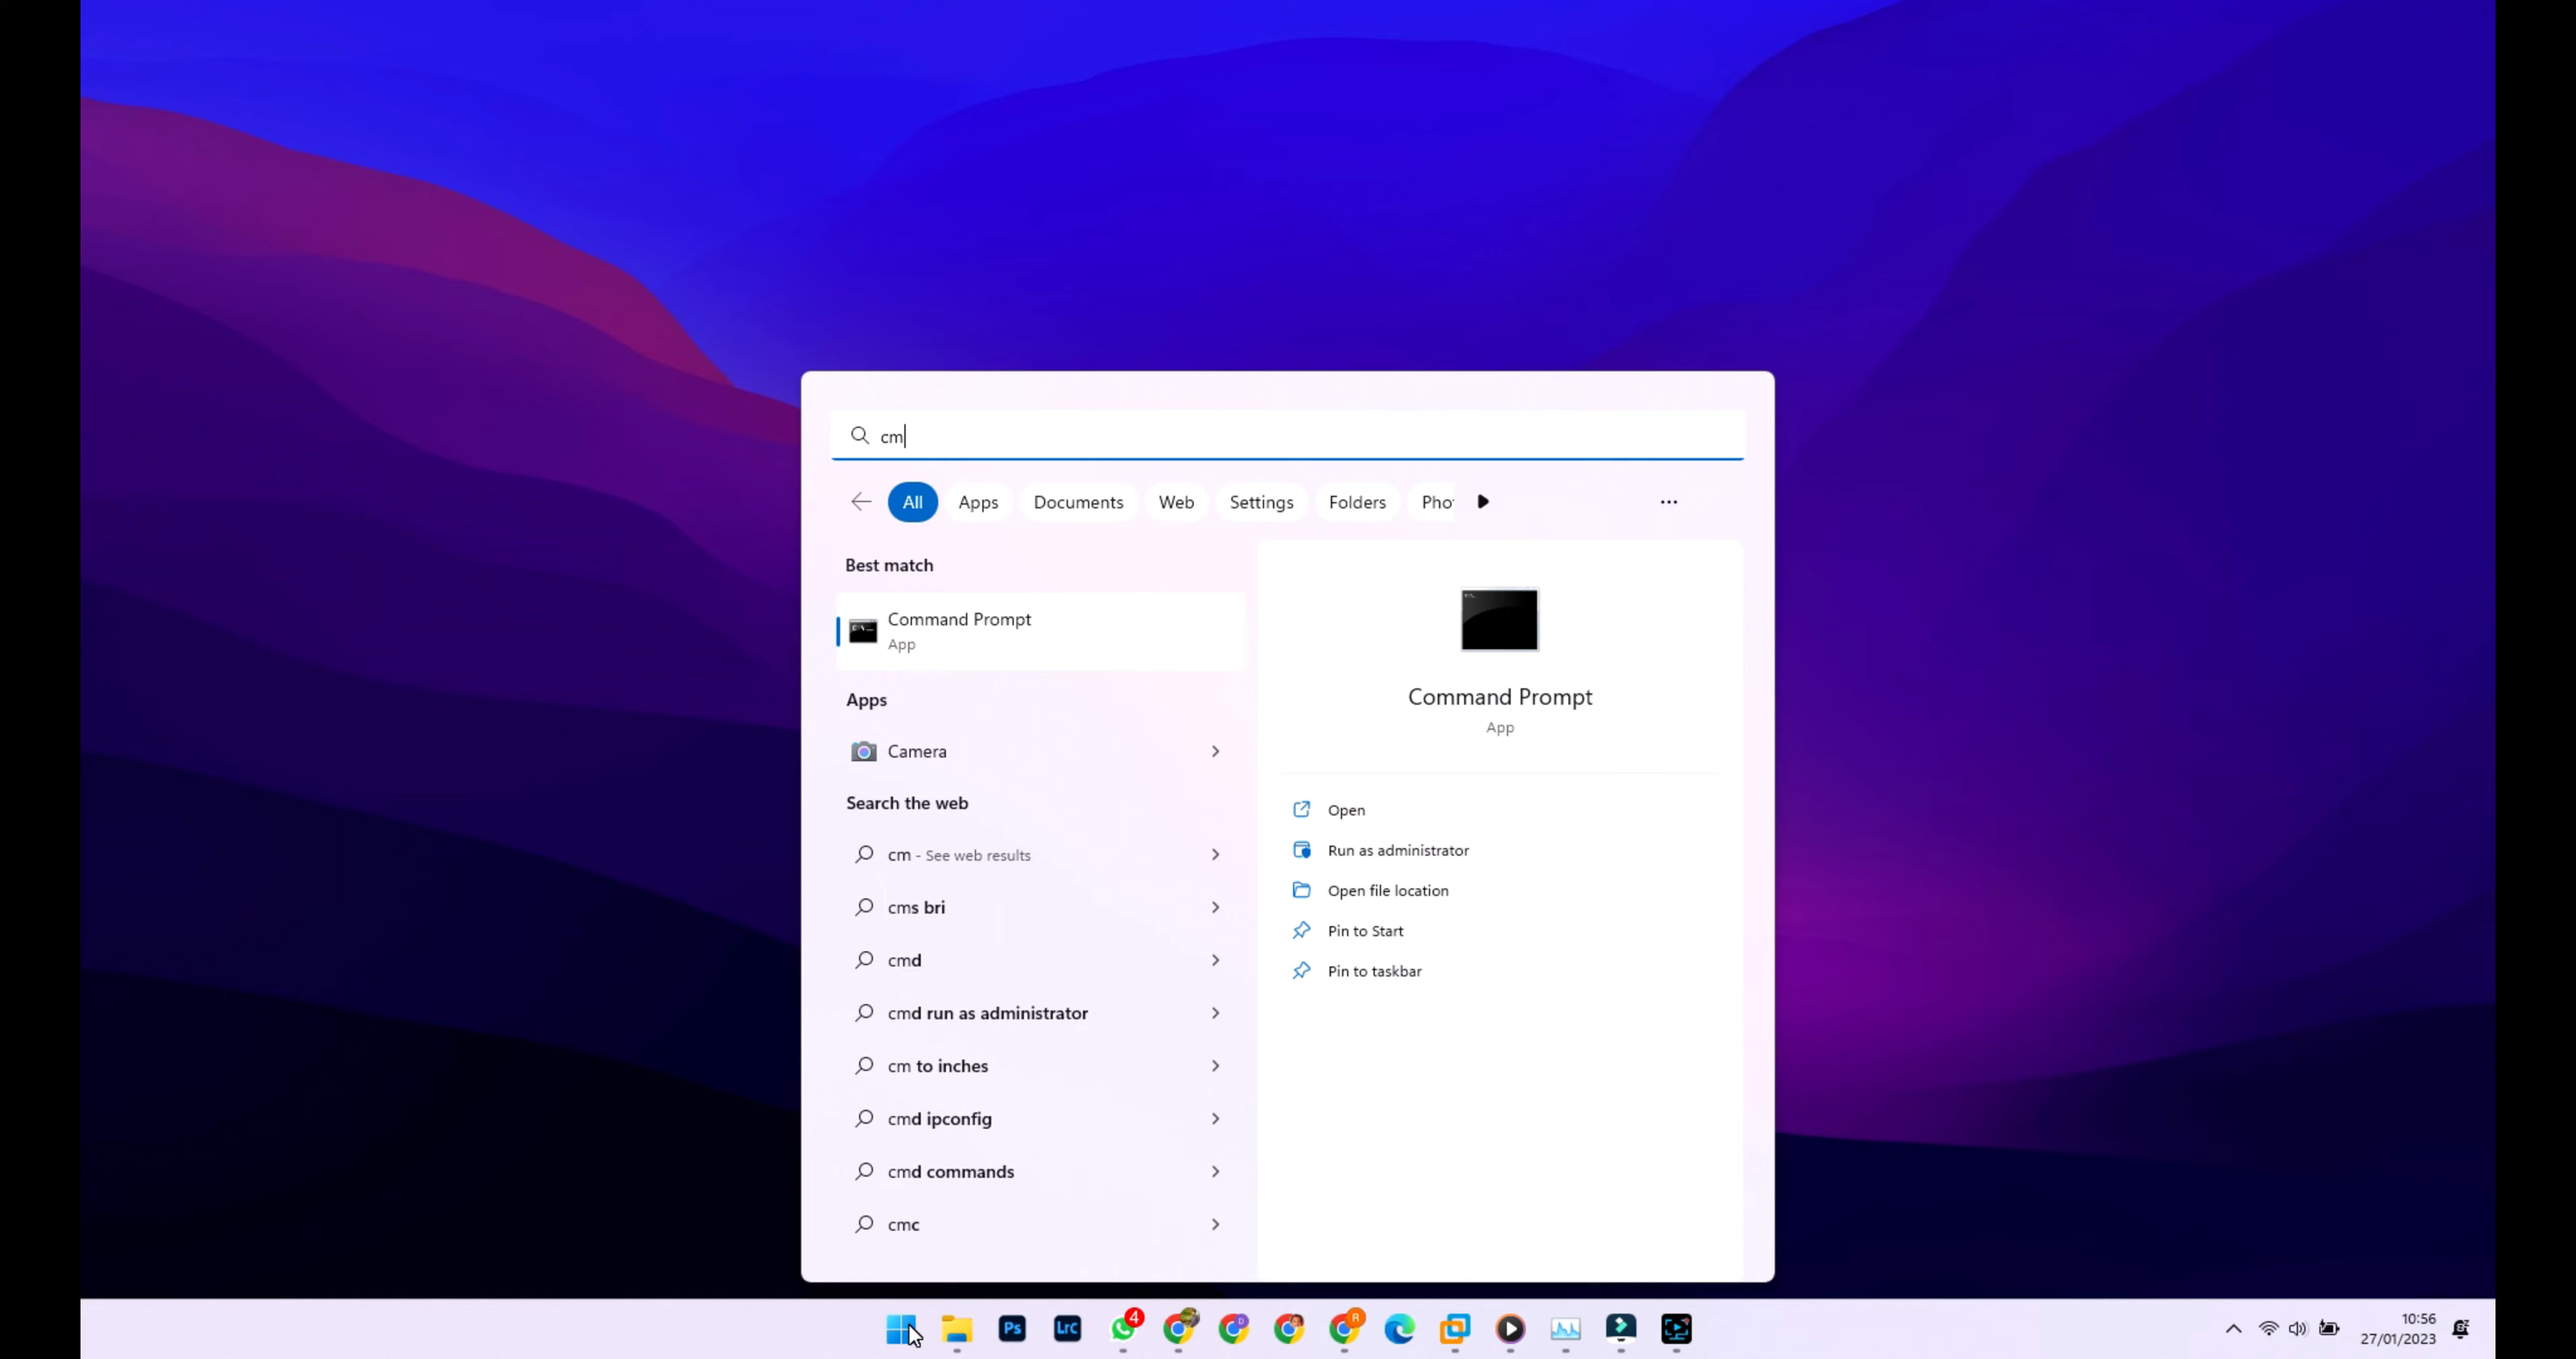 cm
All Apps Documents Web Settings Folders Pho
Best match
Command Prompt
App
Apps
Camera
Search the web
cm - See web results
cms bri
cmd
cmd run as administrator
cm to inches
cmd ipconfig
cmd commands
cmc
Command Prompt
App
Open
Run as administrator
Open file location
Pin to Start
Pin to taskbar
Ps LrC 4 D R
10:56
27/01/2023